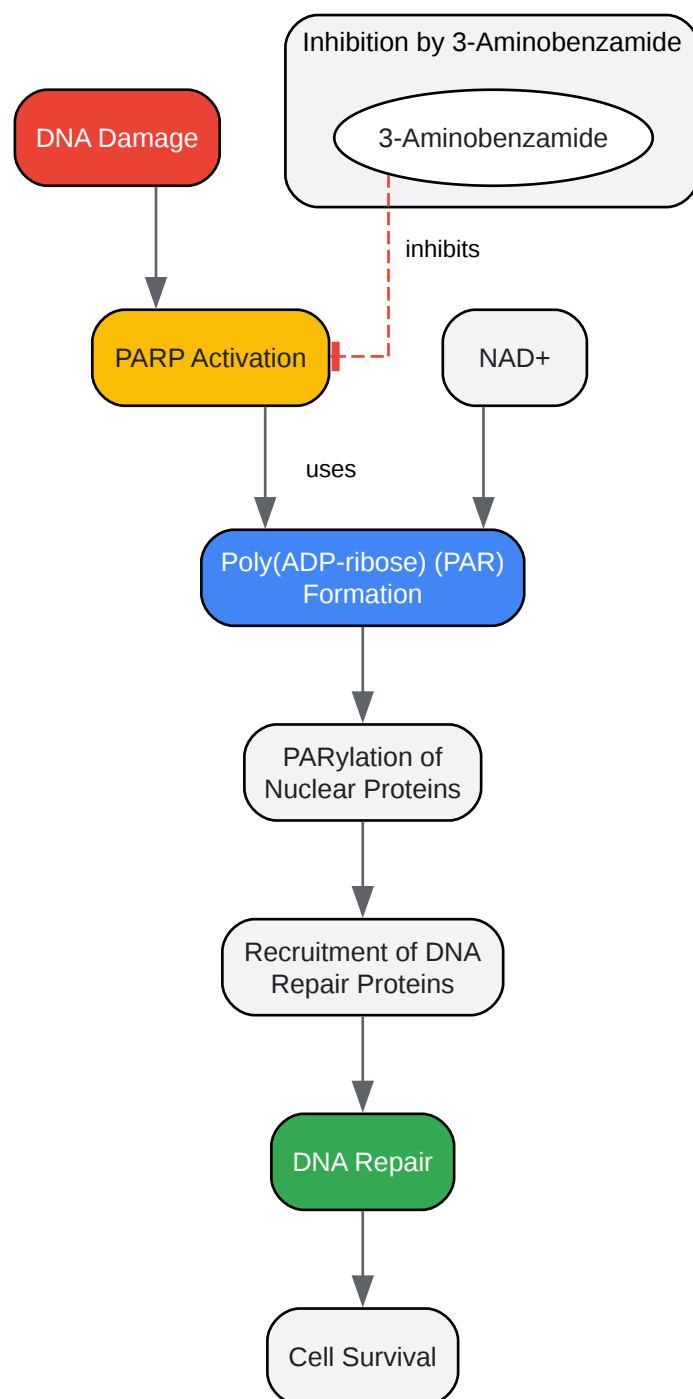 Inhibition by 3-Aminobenzamide
3-Aminobenzamide
DNA Damage
inhibits
PARP Activation
NAD+
uses
Poly(ADP-ribose) (PAR)
Formation
PARylation of
Nuclear Proteins
Recruitment of DNA
Repair Proteins
DNA Repair
Cell Survival